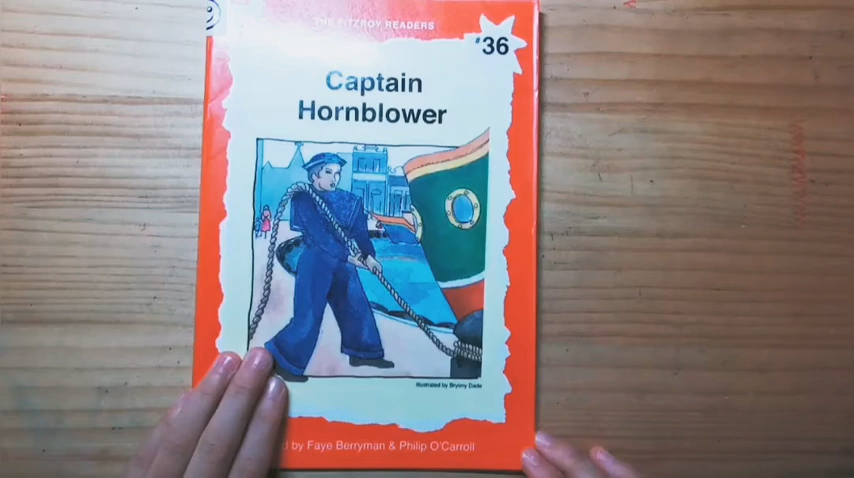 THE FITZROY READERS
#36
Captain
Hornblower
Illustrated by Bryony Dade
by Faye Berryman & Philip O'Carroll